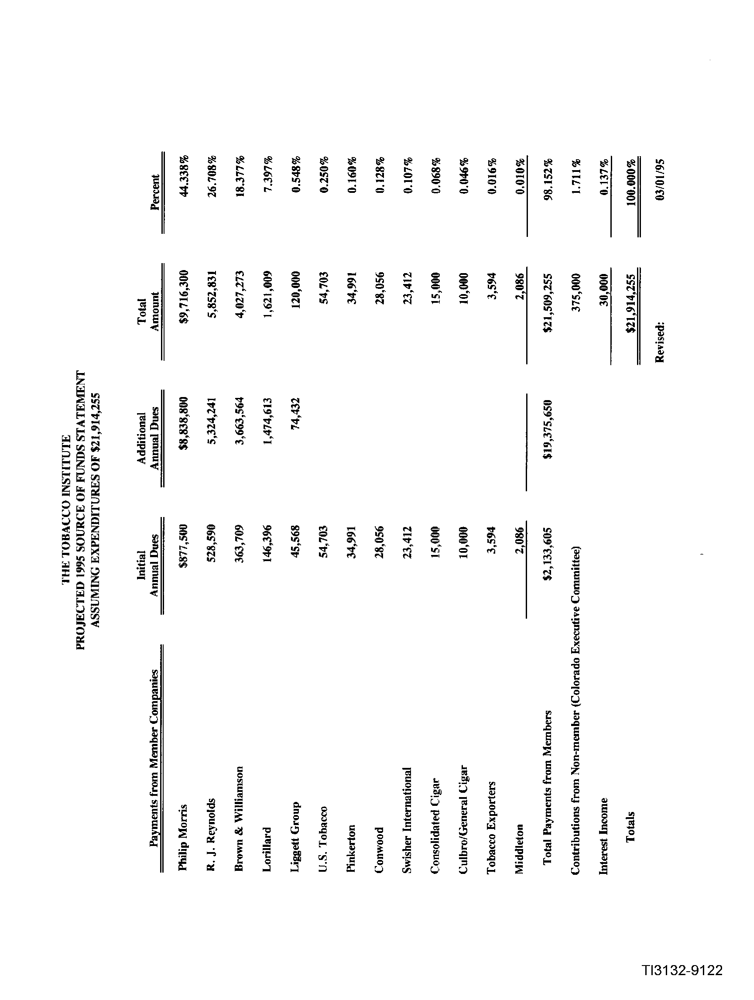 THE TOBACCO INSTITUTE
PROJECTED 1995 SOURCE OF FUNDS STATEMENT
ASSUMING EXPENDITURES OF $21,914,255
Payments from Member Companies Initial Annual Dues Additional Annual Dues Total Amount Percent
Philip Morris $877,500 $8,838,800 $9,716,300 44.338%
R. J. Reynolds 528,590 5,324,241 5,852,831 26.708%
Brown & Williamson 363,709 3,663,564 4,027,273 18.377%
Lorillard 146,396 1,474,613 1,621,009 7.397%
Liggett Group 45,568 74,432 120,000 0.548%
U.S. Tobacco 54,703 54,703 0.250%
Pinkerton 34,991 34,991 0.160%
Conwood 28,056 28,056 0.128%
Swisher International 23,412 23,412 0.107%
Consolidated Cigar 15,000 15,000 0.068%
Culbro/General Cigar 10,000 10,000 0.046%
Tobacco Exporters 3,594 3,594 0.016%
Middleton 2,086 2,086 0.010%
Total Payments from Members $2,133,605 $19,375,650 $21,509,255 98.152%
Contributions from Non-member (Colorado Executive Committee) 375,000 1.711%
Interest Income 30,000 0.137%
Totals $21,914,255 100.000%
Revised: 03/01/95
TI3132-9122